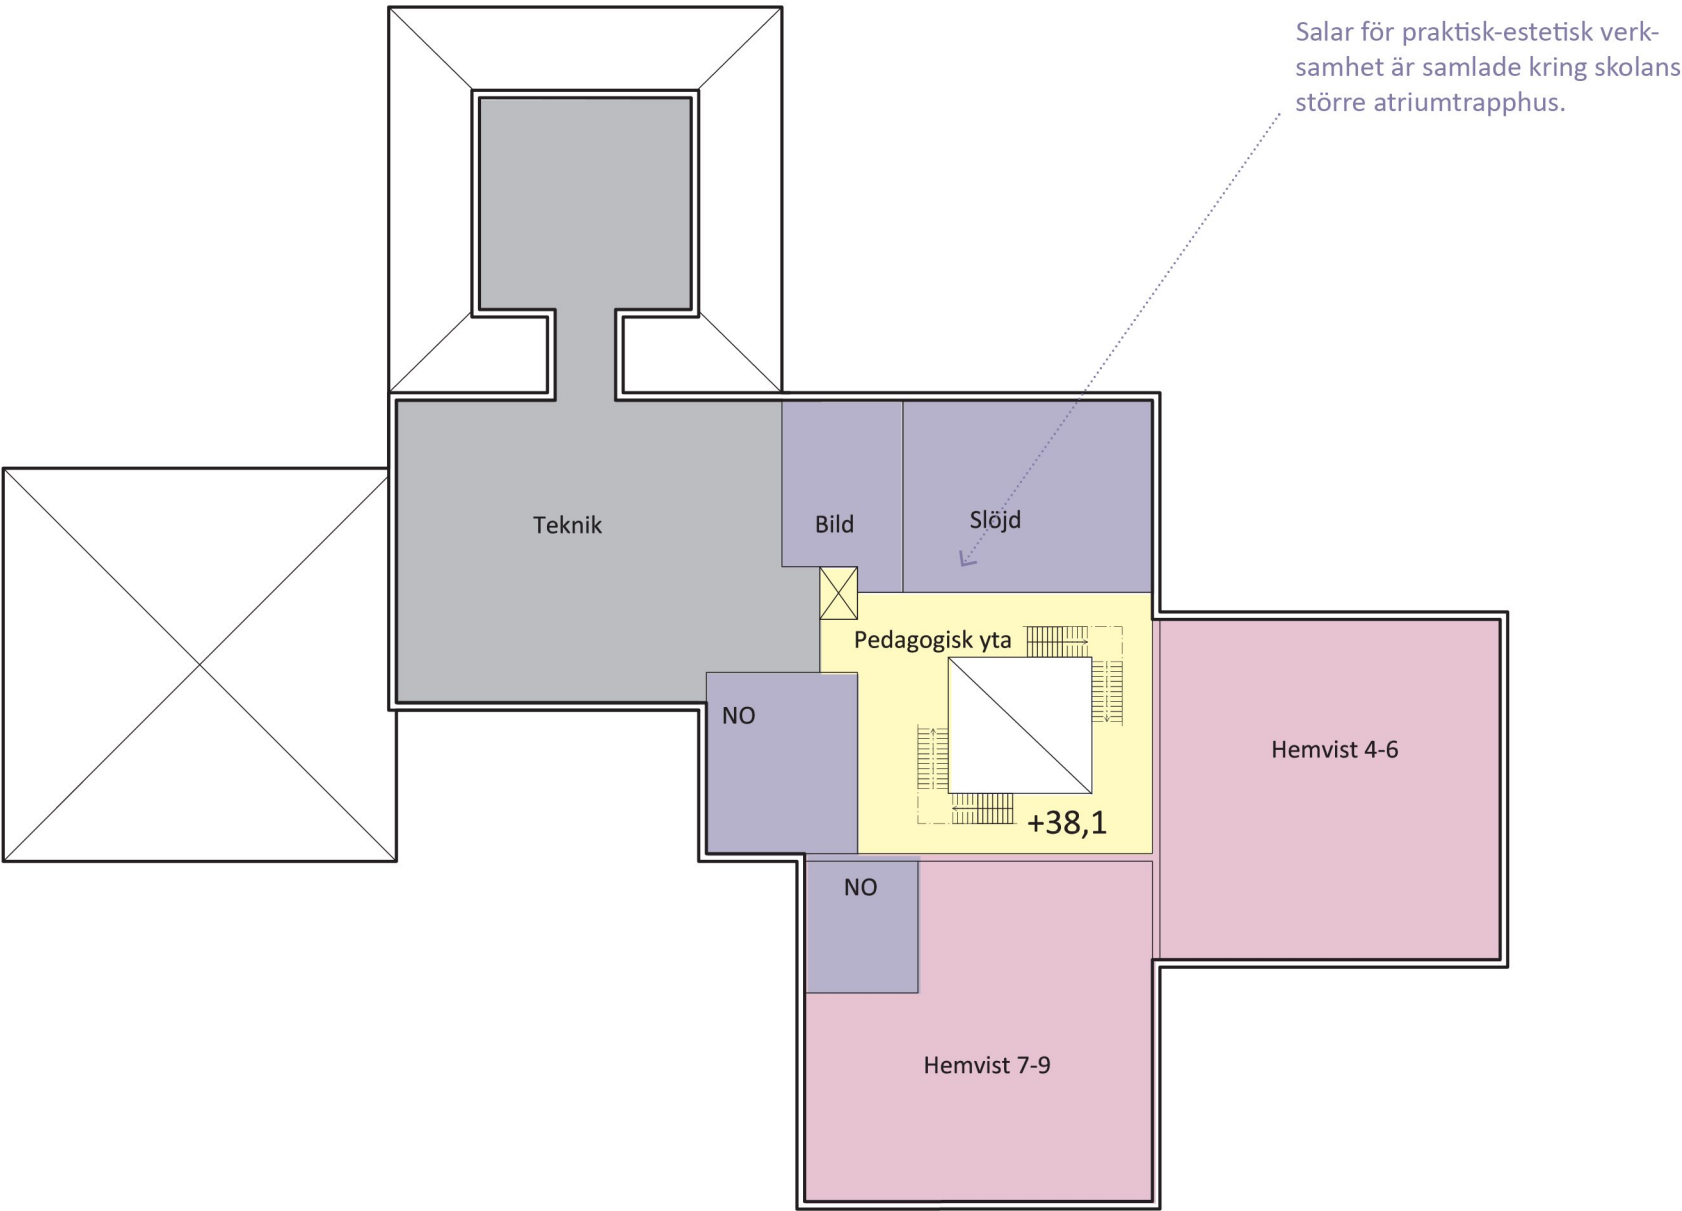 Salar för praktisk-estetisk verk-
samhet är samlade kring skolans
större atriumtrapphus.
Teknik
Bild
Slöjd
Pedagogisk yta
NO
Hemvist 4-6
+38,1
NO
Hemvist 7-9